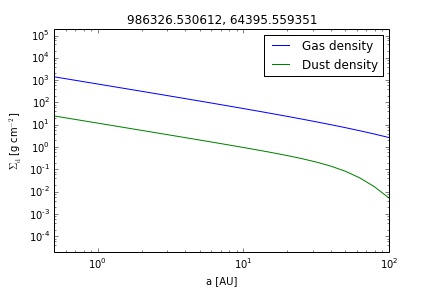 986326.530612, 64395.559351
Gas density
Dust density
10^5
10^4
10^3
10^2
10^1
10^0
10^-1
10^-2
10^-3
10^-4
Σ_d [g cm^-2]
10^0 10^1 10^2
a [AU]